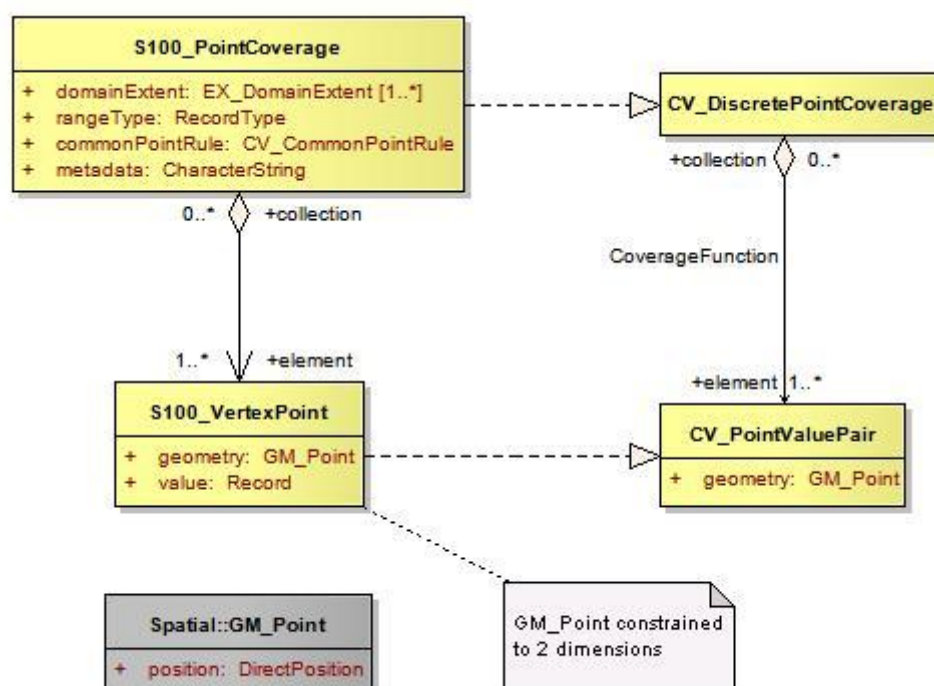 S100_PointCoverage
+ domainExtent: EX_DomainExtent [1..*]
+ rangeType: RecordType
+ commonPointRule: CV_CommonPointRule
+ metadata: CharacterString
CV_DiscretePointCoverage
0..* +collection
+collection 0..*
CoverageFunction
1..* +element
+element 1..*
S100_VertexPoint
+ geometry: GM_Point
+ value: Record
CV_PointValuePair
+ geometry: GM_Point
Spatial::GM_Point
+ position: DirectPosition
GM_Point constrained
to 2 dimensions